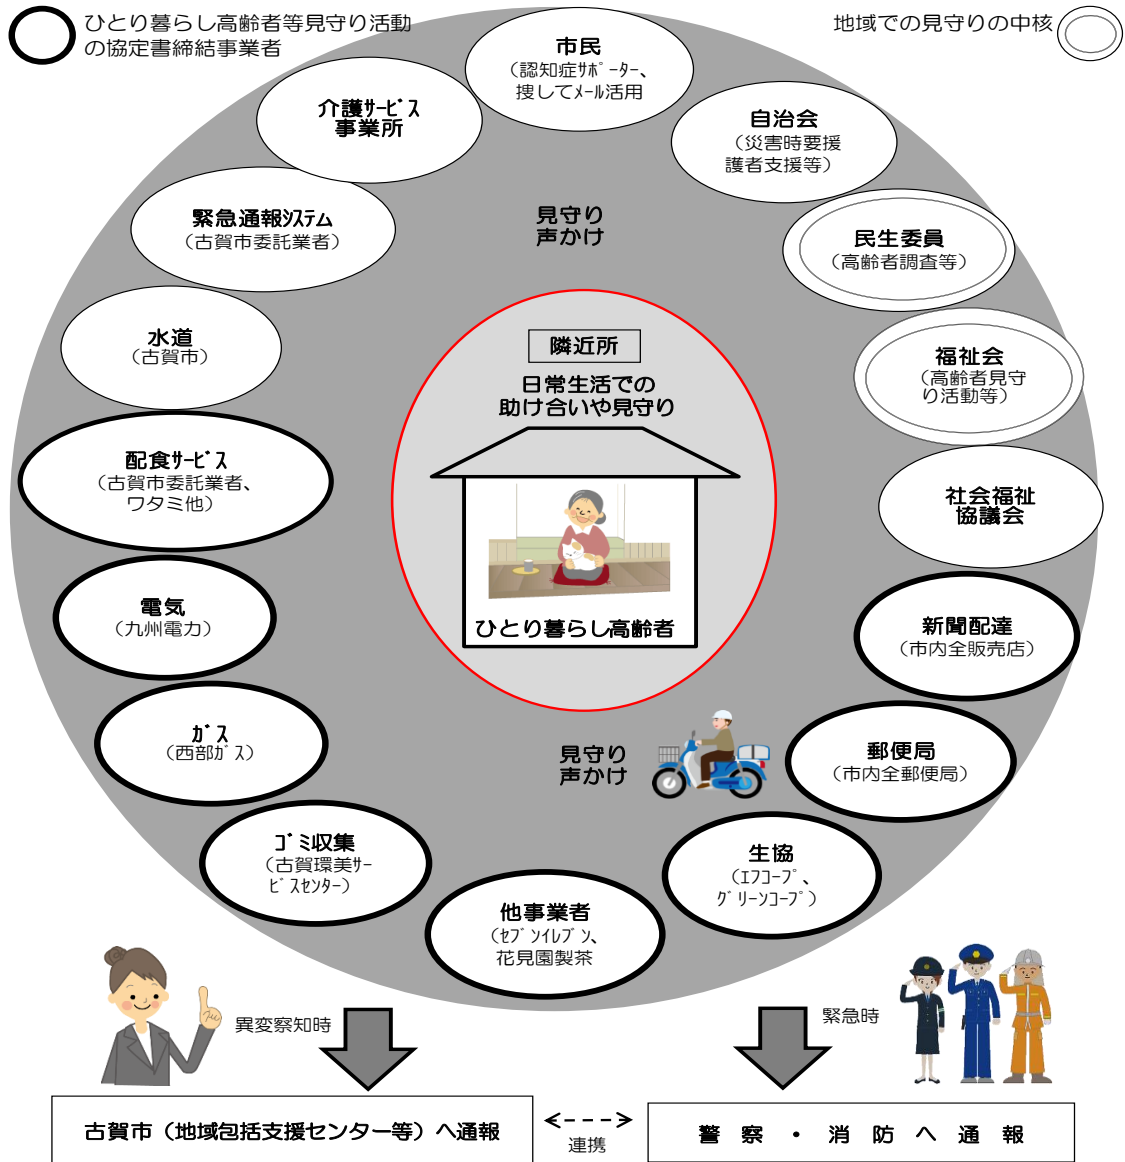 ひとり暮らし高齢者等見守り活動
の協定書締結事業者
地域での見守りの中核
市民
（認知症ｻﾎﾟｰﾀｰ、
捜してﾒｰﾙ活用
介護ｻｰﾋﾞｽ
事業所
自治会
（災害時要援
護者支援等）
緊急通報ｼｽﾃﾑ
（古賀市委託業者）
見守り
声かけ
民生委員
（高齢者調査等）
水道
（古賀市）
隣近所
日常生活での
助け合いや見守り
福祉会
（高齢者見守
り活動等）
配食ｻｰﾋﾞｽ
（古賀市委託業者、
ワタミ他）
社会福祉
協議会
電気
（九州電力）
ひとり暮らし高齢者
新聞配達
（市内全販売店）
ｶﾞｽ
（西部ｶﾞｽ）
見守り
声かけ
郵便局
（市内全郵便局）
ｺﾞﾐ収集
（古賀環美ｻｰ
ﾋﾞｽｾﾝﾀｰ）
生協
（ｴﾌｺｰﾌﾟ、
ｸﾞﾘｰﾝｺｰﾌﾟ）
他事業者
（ｾﾌﾞﾝｲﾚﾌﾞﾝ、
花見園製茶
異変察知時
緊急時
古賀市（地域包括支援センター等）へ通報
連携
警察・消防へ通報